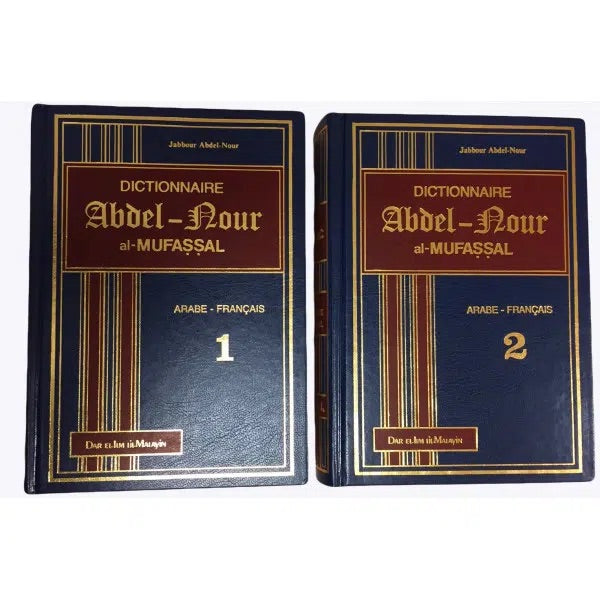 Jabbour Abdel-Nour
DICTIONNAIRE
Abdel-Nour
al-MUFAṢṢAL
ARABE - FRANÇAIS
1
DAR EL-ILM LIL-MALAYIN
Jabbour Abdel-Nour
DICTIONNAIRE
Abdel-Nour
al-MUFAṢṢAL
ARABE - FRANÇAIS
2
DAR EL-ILM LIL-MALAYIN